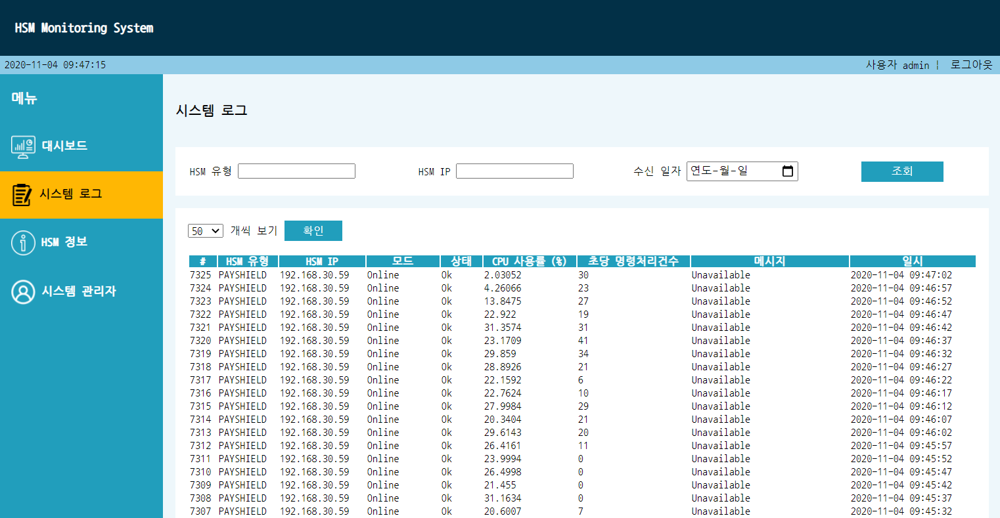 HSM Monitoring System
2020-11-04 09:47:15 사용자 admin | 로그아웃
메뉴
대시보드
시스템 로그
HSM 정보
시스템 관리자
시스템 로그
HSM 유형 HSM IP 수신 일자 연도-월-일 조회
50 개씩 보기 확인
# HSM 유형 HSM IP 모드 상태 CPU 사용률 (%) 초당 명령처리건수 메시지 일시
7325 PAYSHIELD 192.168.30.59 Online Ok 2.03052 30 Unavailable 2020-11-04 09:47:02
7324 PAYSHIELD 192.168.30.59 Online Ok 4.26066 23 Unavailable 2020-11-04 09:46:57
7323 PAYSHIELD 192.168.30.59 Online Ok 13.8475 27 Unavailable 2020-11-04 09:46:52
7322 PAYSHIELD 192.168.30.59 Online Ok 22.922 19 Unavailable 2020-11-04 09:46:47
7321 PAYSHIELD 192.168.30.59 Online Ok 31.3574 31 Unavailable 2020-11-04 09:46:42
7320 PAYSHIELD 192.168.30.59 Online Ok 23.1709 41 Unavailable 2020-11-04 09:46:37
7319 PAYSHIELD 192.168.30.59 Online Ok 29.859 34 Unavailable 2020-11-04 09:46:32
7318 PAYSHIELD 192.168.30.59 Online Ok 28.8926 21 Unavailable 2020-11-04 09:46:27
7317 PAYSHIELD 192.168.30.59 Online Ok 22.1592 6 Unavailable 2020-11-04 09:46:22
7316 PAYSHIELD 192.168.30.59 Online Ok 22.7624 10 Unavailable 2020-11-04 09:46:17
7315 PAYSHIELD 192.168.30.59 Online Ok 27.9984 29 Unavailable 2020-11-04 09:46:12
7314 PAYSHIELD 192.168.30.59 Online Ok 20.3404 21 Unavailable 2020-11-04 09:46:07
7313 PAYSHIELD 192.168.30.59 Online Ok 29.6143 20 Unavailable 2020-11-04 09:46:02
7312 PAYSHIELD 192.168.30.59 Online Ok 26.4161 11 Unavailable 2020-11-04 09:45:57
7311 PAYSHIELD 192.168.30.59 Online Ok 23.9994 0 Unavailable 2020-11-04 09:45:52
7310 PAYSHIELD 192.168.30.59 Online Ok 26.4998 0 Unavailable 2020-11-04 09:45:47
7309 PAYSHIELD 192.168.30.59 Online Ok 21.455 0 Unavailable 2020-11-04 09:45:42
7308 PAYSHIELD 192.168.30.59 Online Ok 31.1634 0 Unavailable 2020-11-04 09:45:37
7307 PAYSHIELD 192.168.30.59 Online Ok 20.6007 7 Unavailable 2020-11-04 09:45:32